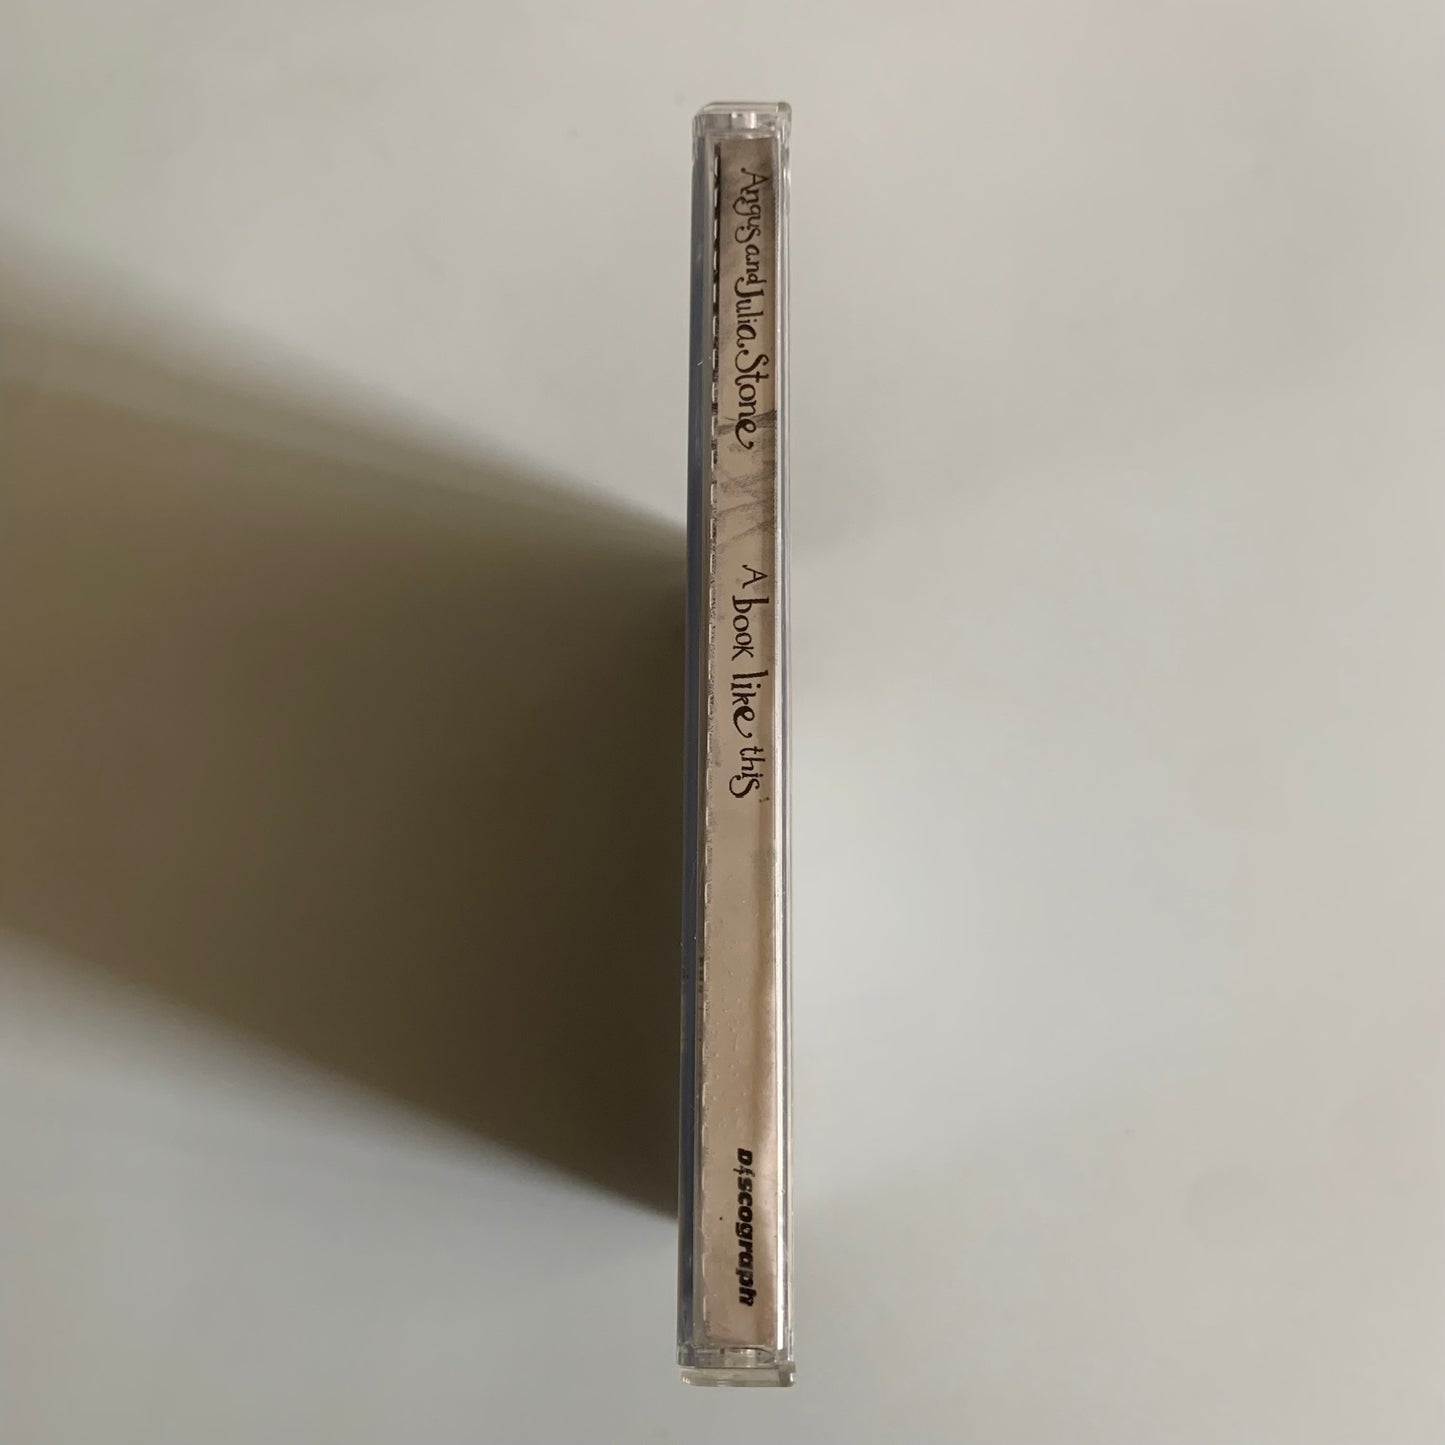 Angus and Julia Stone
A book like this
Discograph